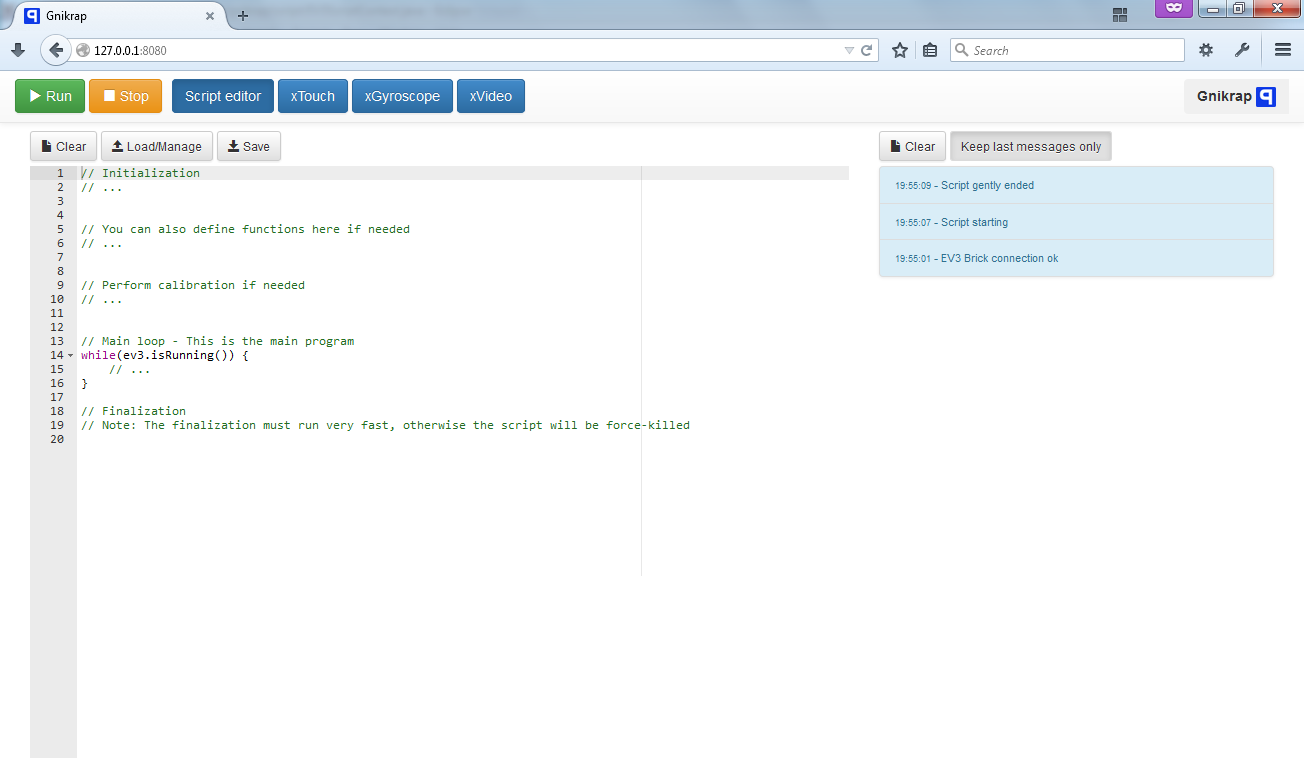 Gnikrap
127.0.0.1:8080
Search
Run Stop Script editor xTouch xGyroscope xVideo Gnikrap
Clear Load/Manage Save
Clear Keep last messages only
1 // Initialization
2 // ...
3
4
5 // You can also define functions here if needed
6 // ...
7
8
9 // Perform calibration if needed
10 // ...
11
12
13 // Main loop - This is the main program
14 while(ev3.isRunning()) {
15 // ...
16 }
17
18 // Finalization
19 // Note: The finalization must run very fast, otherwise the script will be force-killed
20
19:55:09 - Script gently ended
19:55:07 - Script starting
19:55:01 - EV3 Brick connection ok